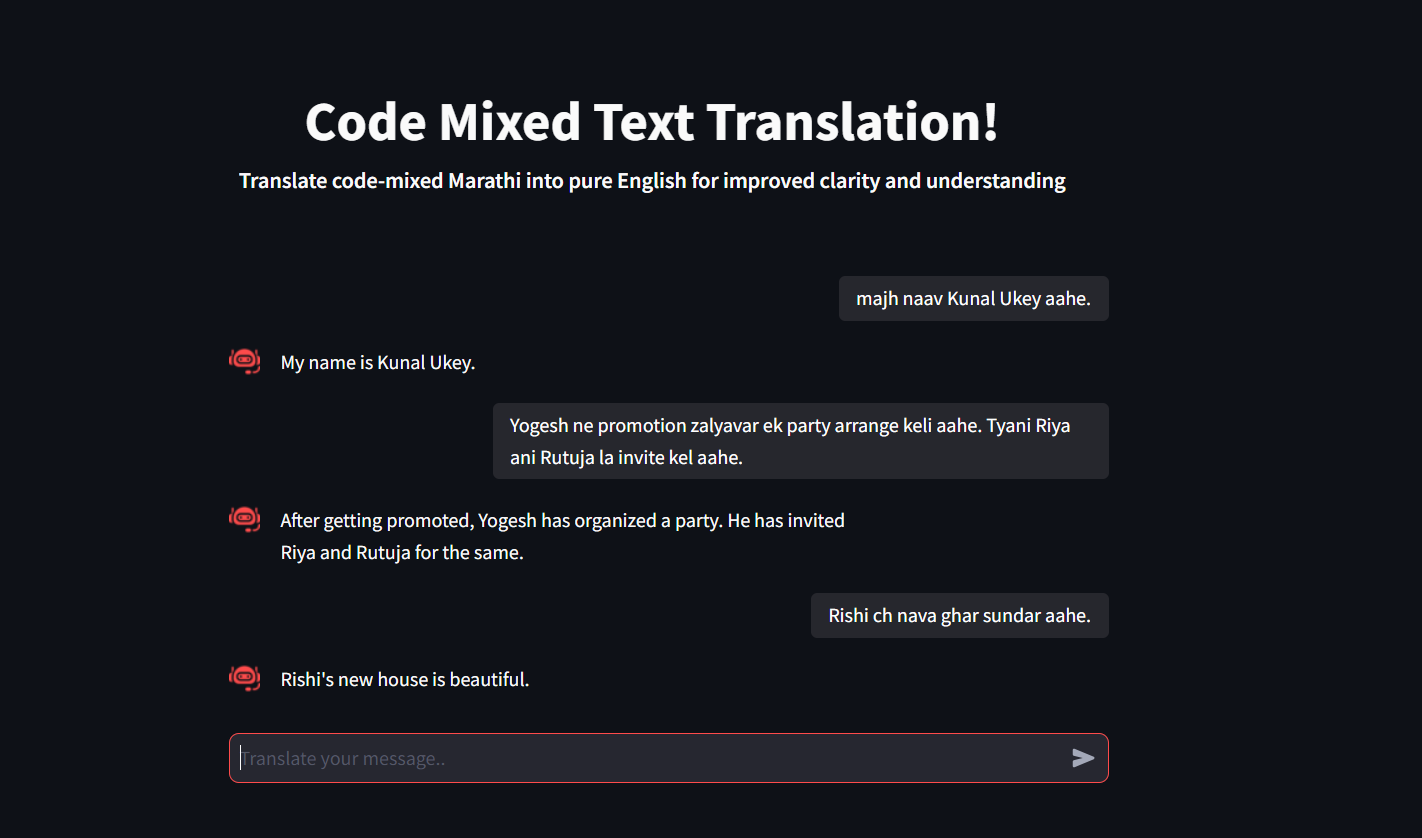 Code Mixed Text Translation!
Translate code-mixed Marathi into pure English for improved clarity and understanding
majh naav Kunal Ukey aahe.
My name is Kunal Ukey.
Yogesh ne promotion zalyavar ek party arrange keli aahe. Tyani Riya
ani Rutuja la invite kel aahe.
After getting promoted, Yogesh has organized a party. He has invited
Riya and Rutuja for the same.
Rishi ch nava ghar sundar aahe.
Rishi's new house is beautiful.
Translate your message..